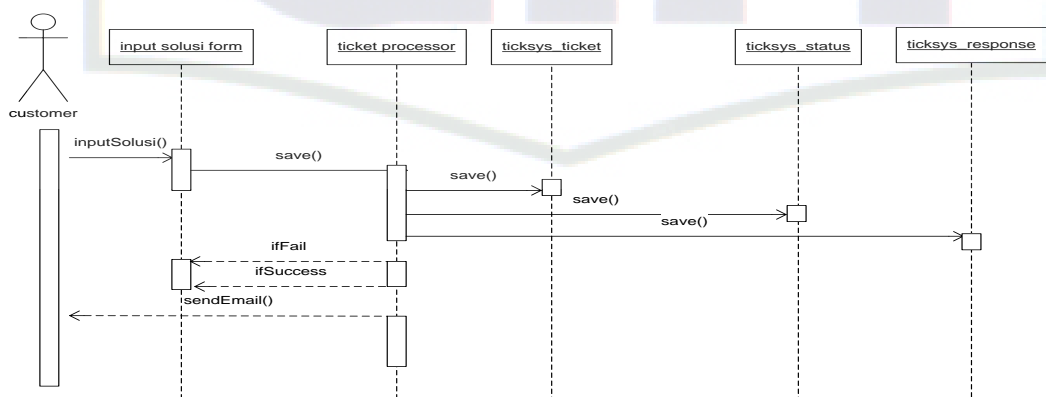 input solusi form
ticket processor
ticksys_ticket
ticksys_status
ticksys_response
customer
inputSolusi()
save()
save()
save()
save()
ifFail
ifSuccess
sendEmail()